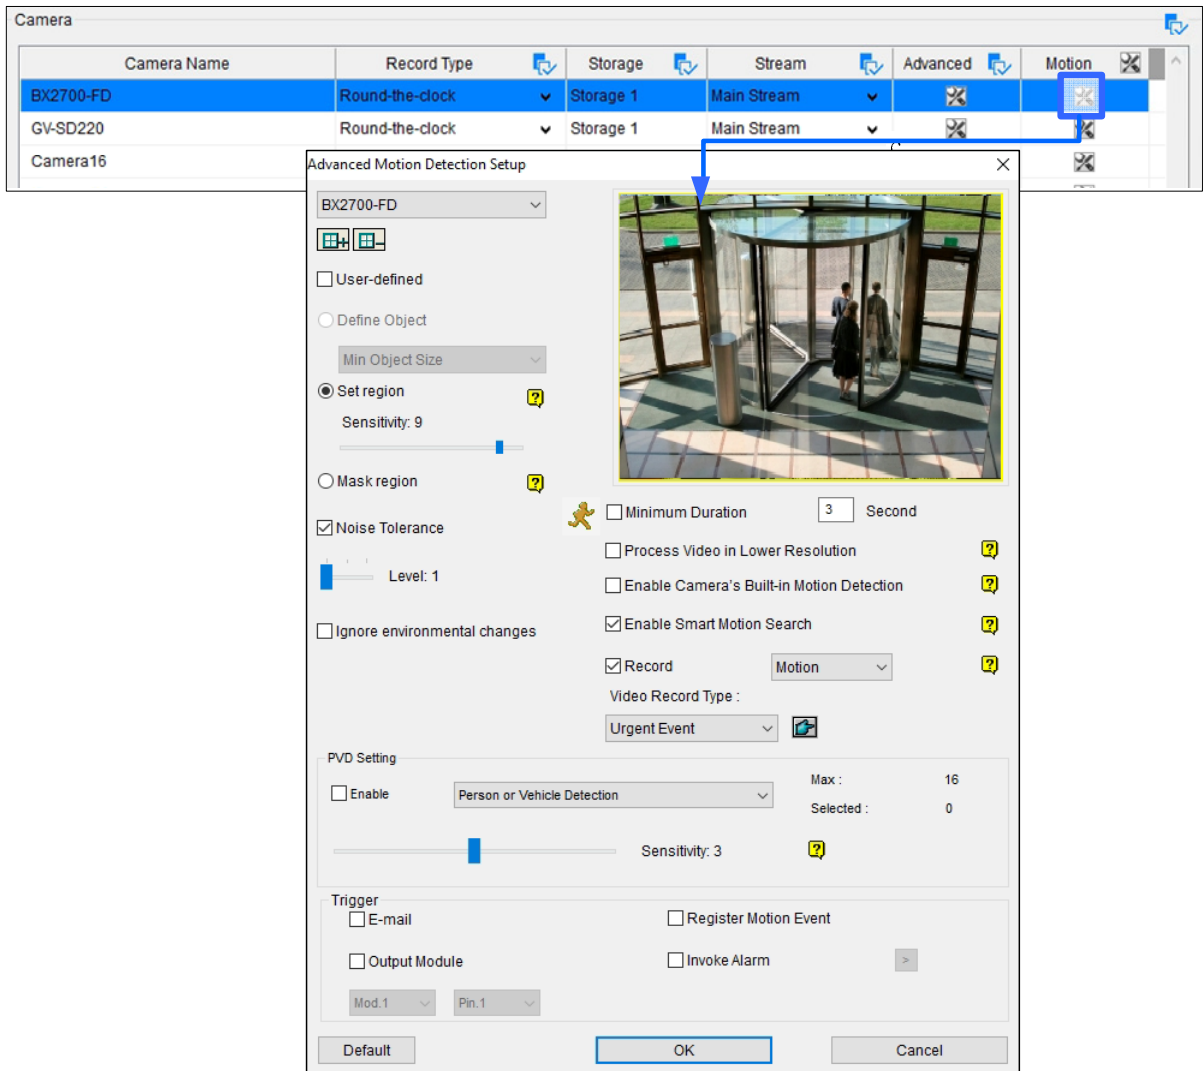 Camera
Camera Name Record Type Storage Stream Advanced Motion
BX2700-FD Round-the-clock Storage 1 Main Stream
GV-SD220 Round-the-clock Storage 1 Main Stream
Camera16
Advanced Motion Detection Setup
BX2700-FD
User-defined
Define Object
Min Object Size
Set region
Sensitivity: 9
Mask region
Noise Tolerance
Level: 1
Ignore environmental changes
Minimum Duration 3 Second
Process Video in Lower Resolution
Enable Camera's Built-in Motion Detection
Enable Smart Motion Search
Record Motion
Video Record Type :
Urgent Event
PVD Setting
Enable Person or Vehicle Detection
Max : 16
Selected : 0
Sensitivity: 3
Trigger
E-mail Register Motion Event
Output Module Invoke Alarm >
Mod.1 Pin.1
Default OK Cancel